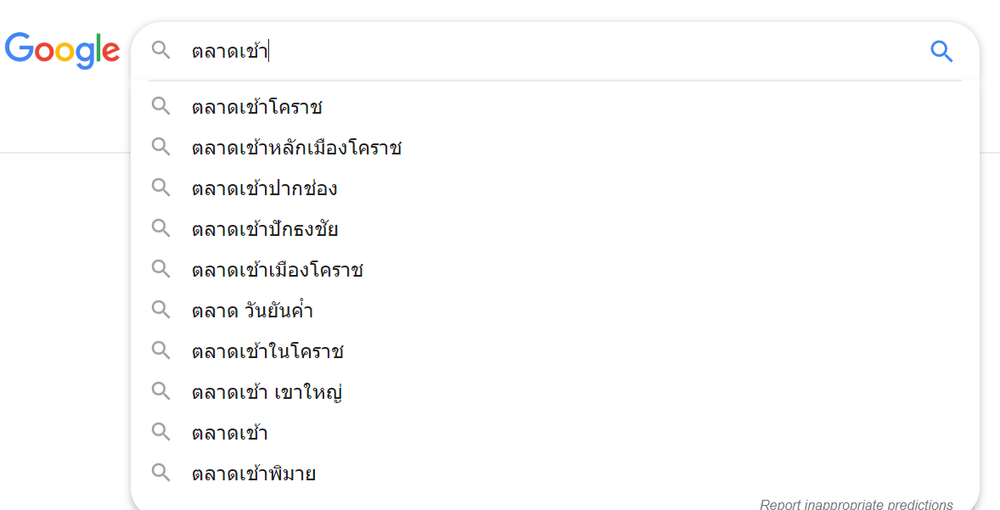 Google
ตลาดเช้า
ตลาดเช้าโคราช
ตลาดเช้าหลักเมืองโคราช
ตลาดเช้าปากช่อง
ตลาดเช้าปักธงชัย
ตลาดเช้าเมืองโคราช
ตลาด วันยันค่ำ
ตลาดเช้าในโคราช
ตลาดเช้า เขาใหญ่
ตลาดเช้า
ตลาดเช้าพิมาย
Report inappropriate predictions